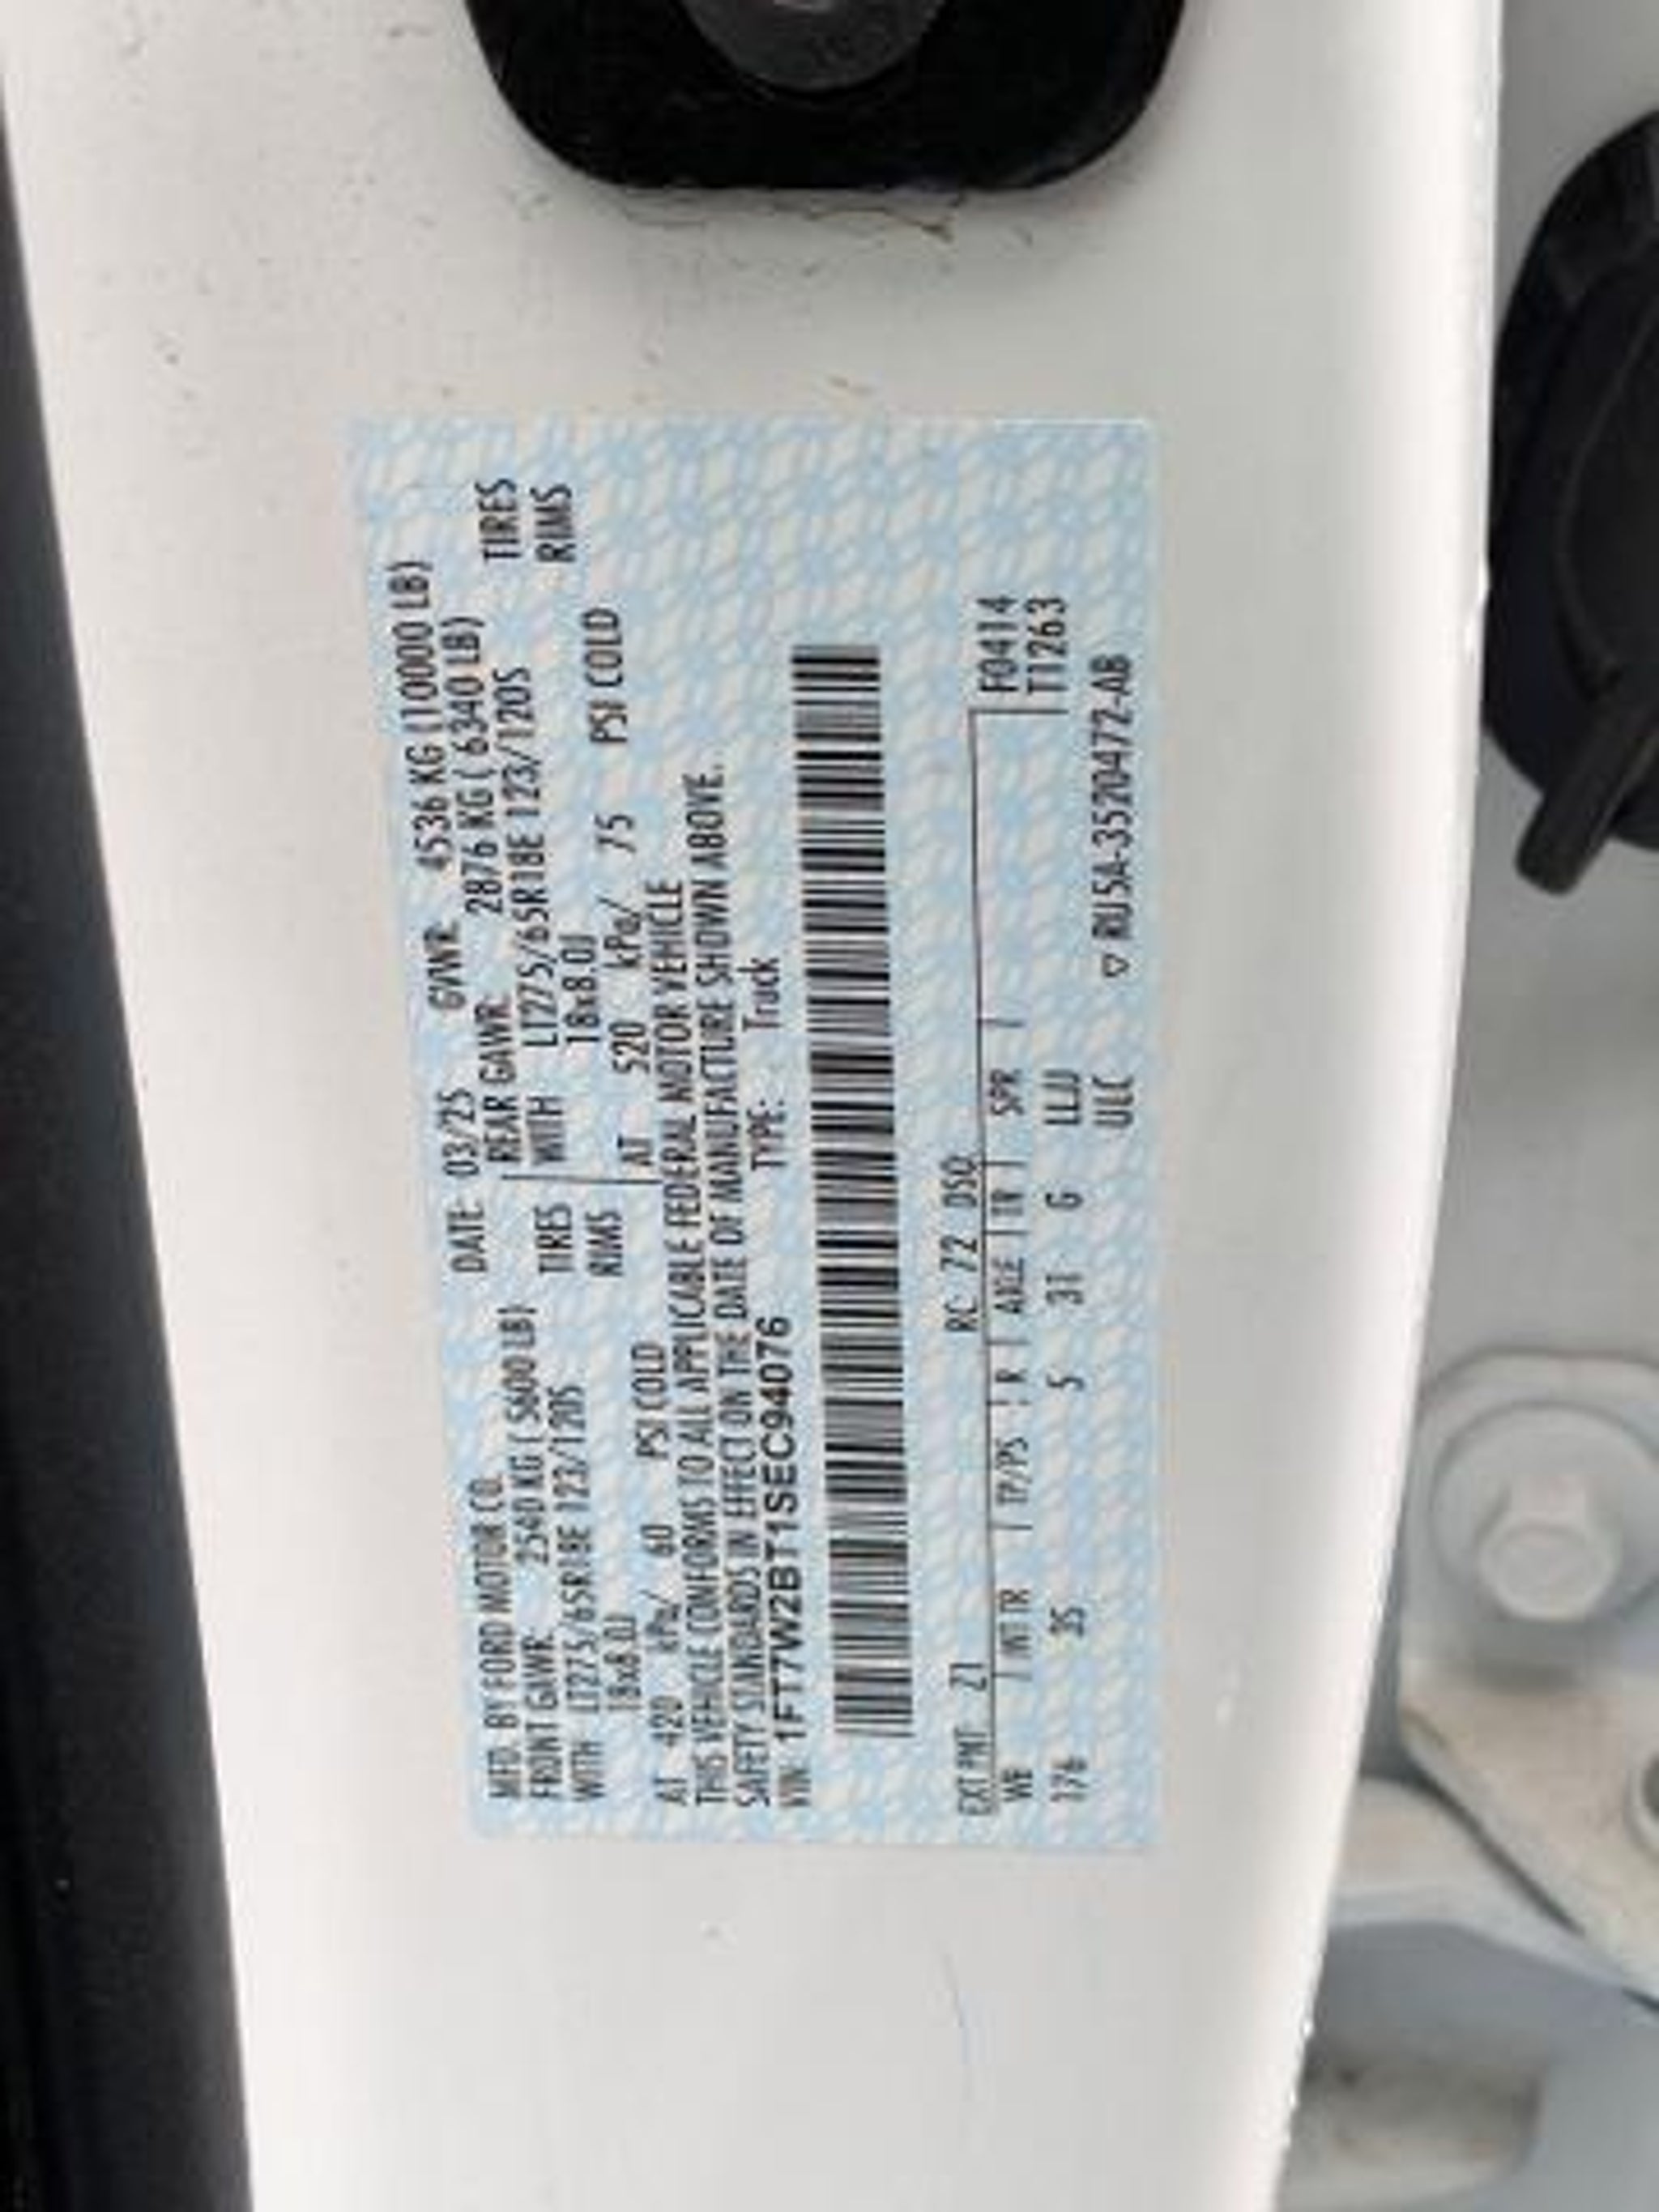 MFD. BY FORD MOTOR CO. DATE: 03/25 GVWR: 4536 KG (10000 LB)
FRONT GAWR: 2540 KG ( 5600 LB) REAR GAWR: 2876 KG ( 6340 LB)
WITH LT275/65R18E 123/120S TIRES WITH LT275/65R18E 123/120S TIRES
18x8.0J RIMS 18x8.0J RIMS
AT 420 kPa/ 60 PSI COLD AT 520 kPa/ 75 PSI COLD
THIS VEHICLE CONFORMS TO ALL APPLICABLE FEDERAL MOTOR VEHICLE
SAFETY STANDARDS IN EFFECT ON THE DATE OF MANUFACTURE SHOWN ABOVE.
VIN: 1FT7W2BT1SEC94076 TYPE: Truck
EXT PNT: Z1 RC: 72 DSO: F0414
WB / INT TR / TP/PS / R / AXLE / TR / SPR / T1263
176 3S 5 31 G LLJJ
ULC ▽ RU5A-3520472-AB